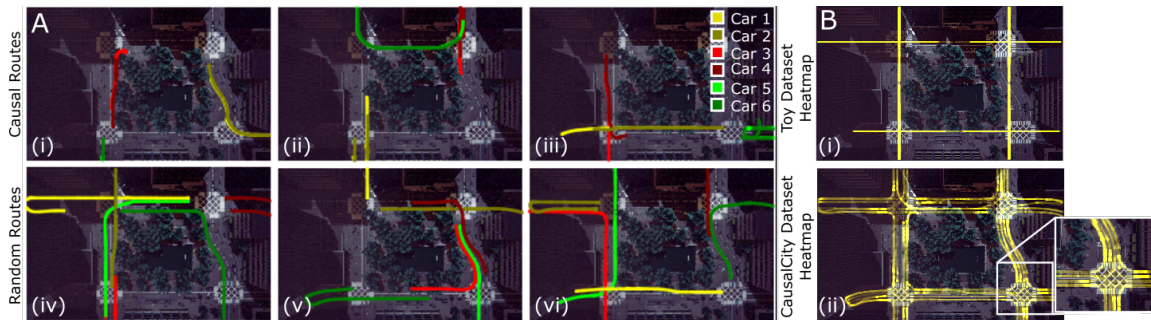 A
B
Causal Routes
(i)
(ii)
(iii)
Car 1
Car 2
Car 3
Car 4
Car 5
Car 6
Toy Dataset
Heatmap
(i)
Random Routes
(iv)
(v)
(vi)
CausalCity Dataset
Heatmap
(ii)